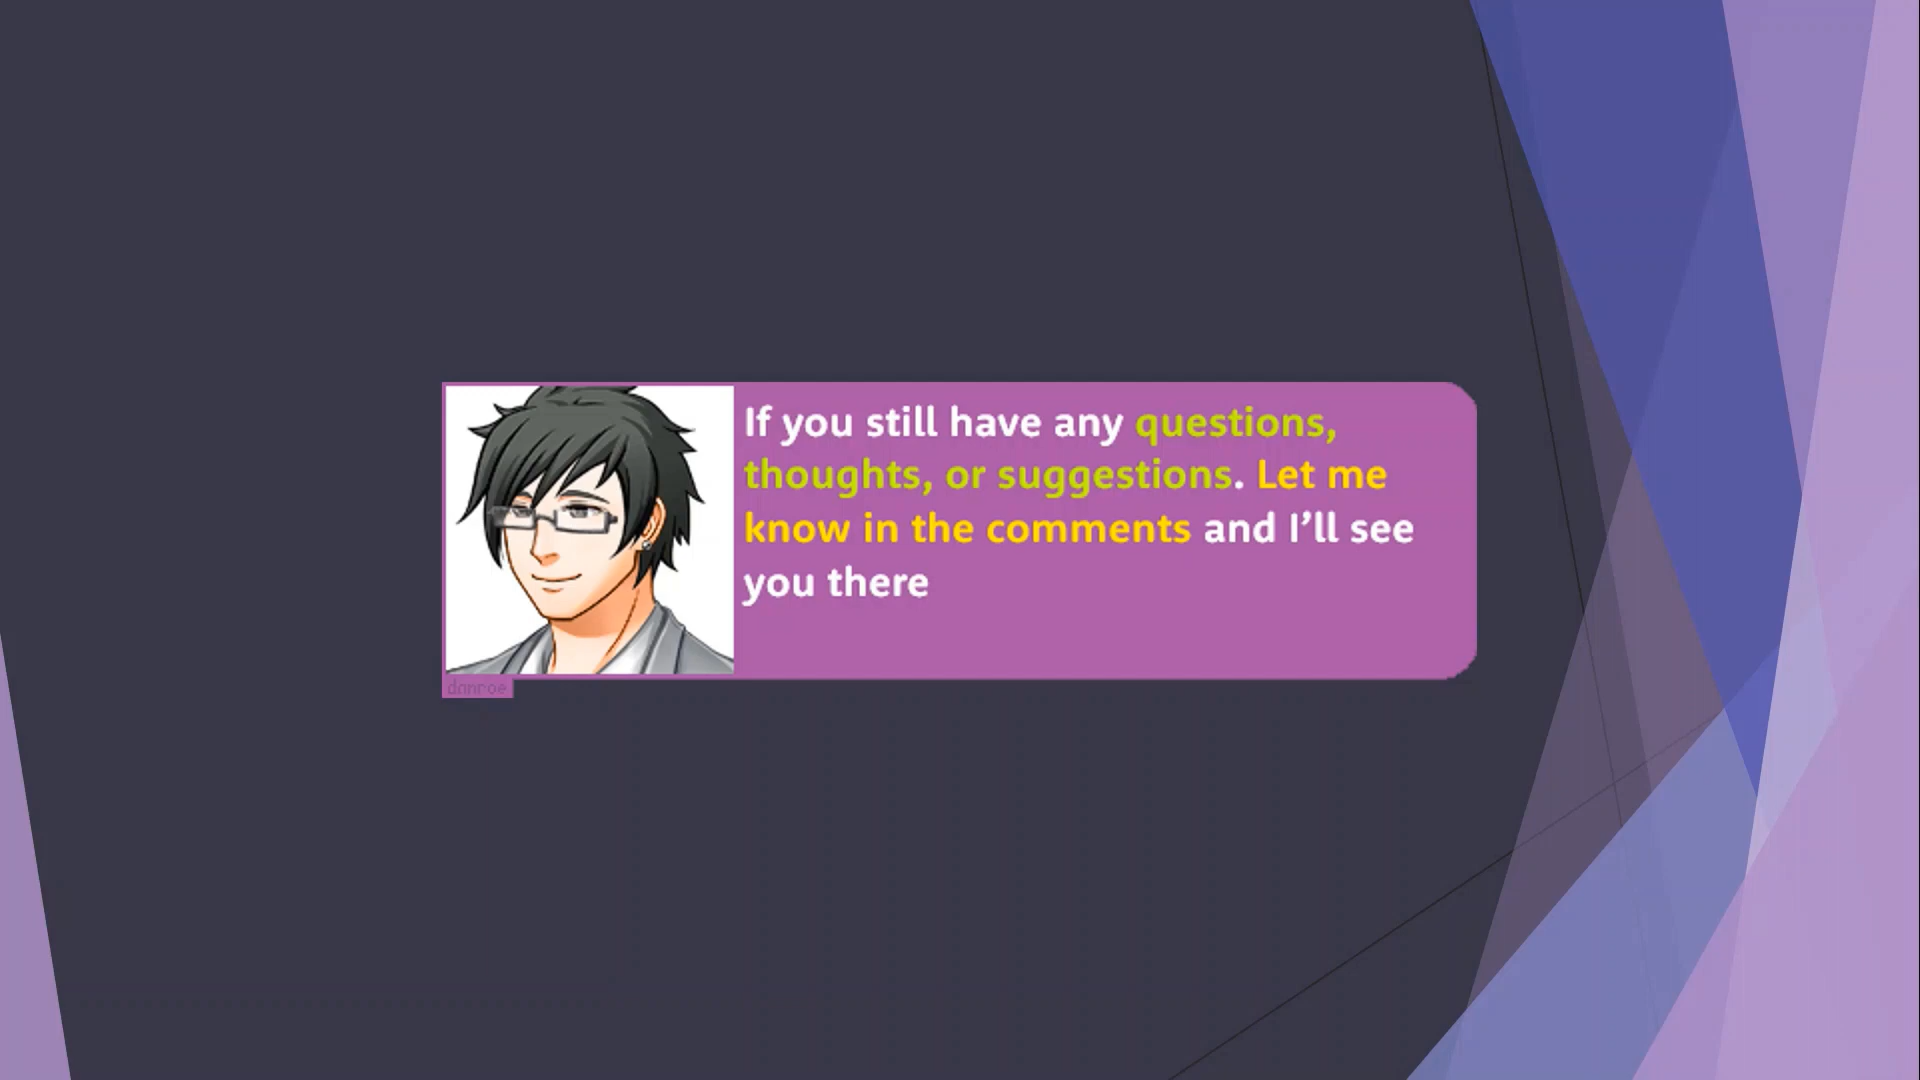 If you still have any questions,
thoughts, or suggestions. Let me
know in the comments and I’ll see
you there
danroe